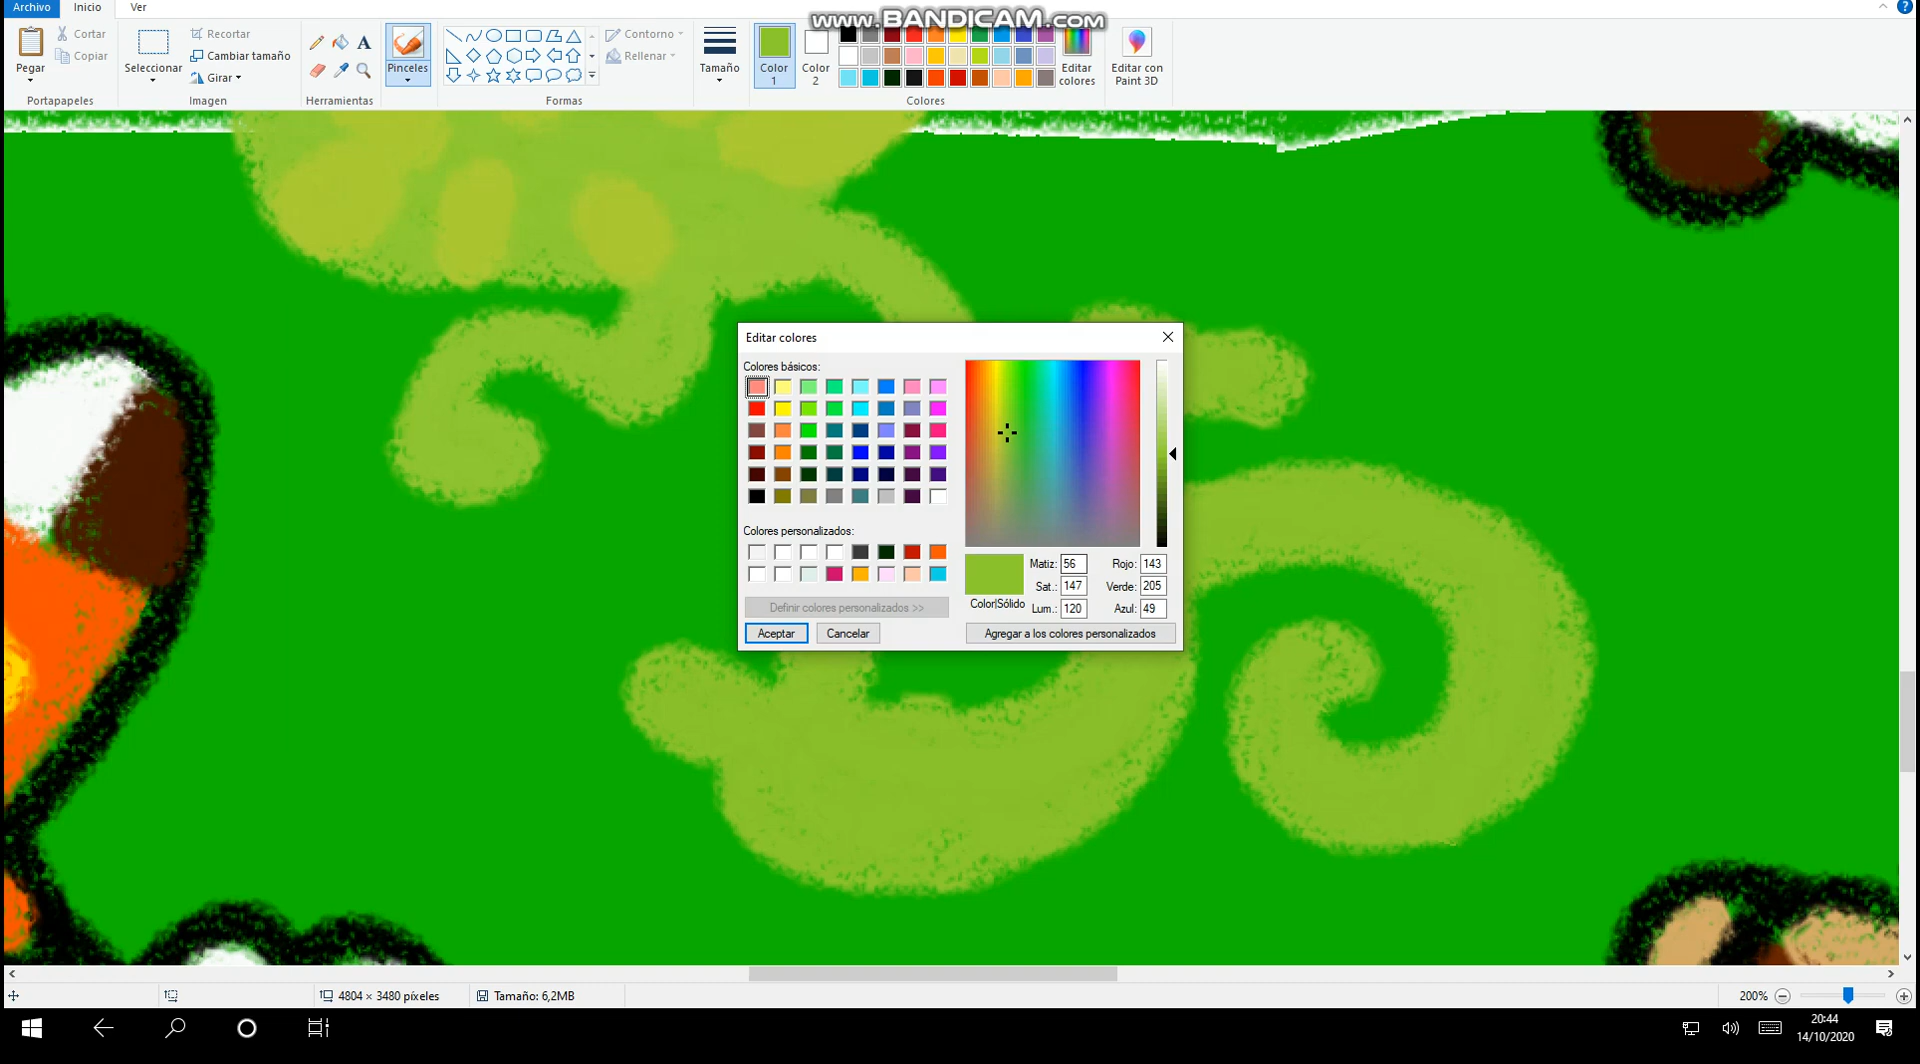 Archivo Inicio Ver
www.BANDICAM.com
Pegar
Cortar
Copiar
Portapapeles
Seleccionar
Recortar
Cambiar tamaño
Girar
Imagen
A
Herramientas
Pinceles
Formas
Contorno
Rellenar
Tamaño
Color
1
Color
2
Colores
Editar
colores
Editar con
Paint 3D
Editar colores
Colores básicos:
Colores personalizados:
Definir colores personalizados >>
Aceptar Cancelar
Color|Sólido
Matiz: 56 Rojo: 143
Sat.: 147 Verde: 205
Lum.: 120 Azul: 49
Agregar a los colores personalizados
4804 × 3480 píxeles Tamaño: 6,2MB 200%
20:44
14/10/2020